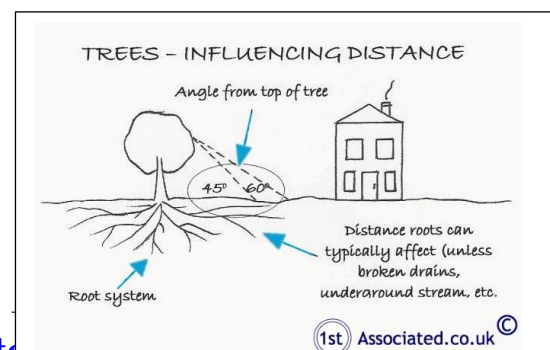 TREES – INFLUENCING DISTANCE
Angle from top of tree
45° 60°
Distance roots can
typically affect (unless
broken drains,
underground stream, etc.
Root system
1st Associated.co.uk ©